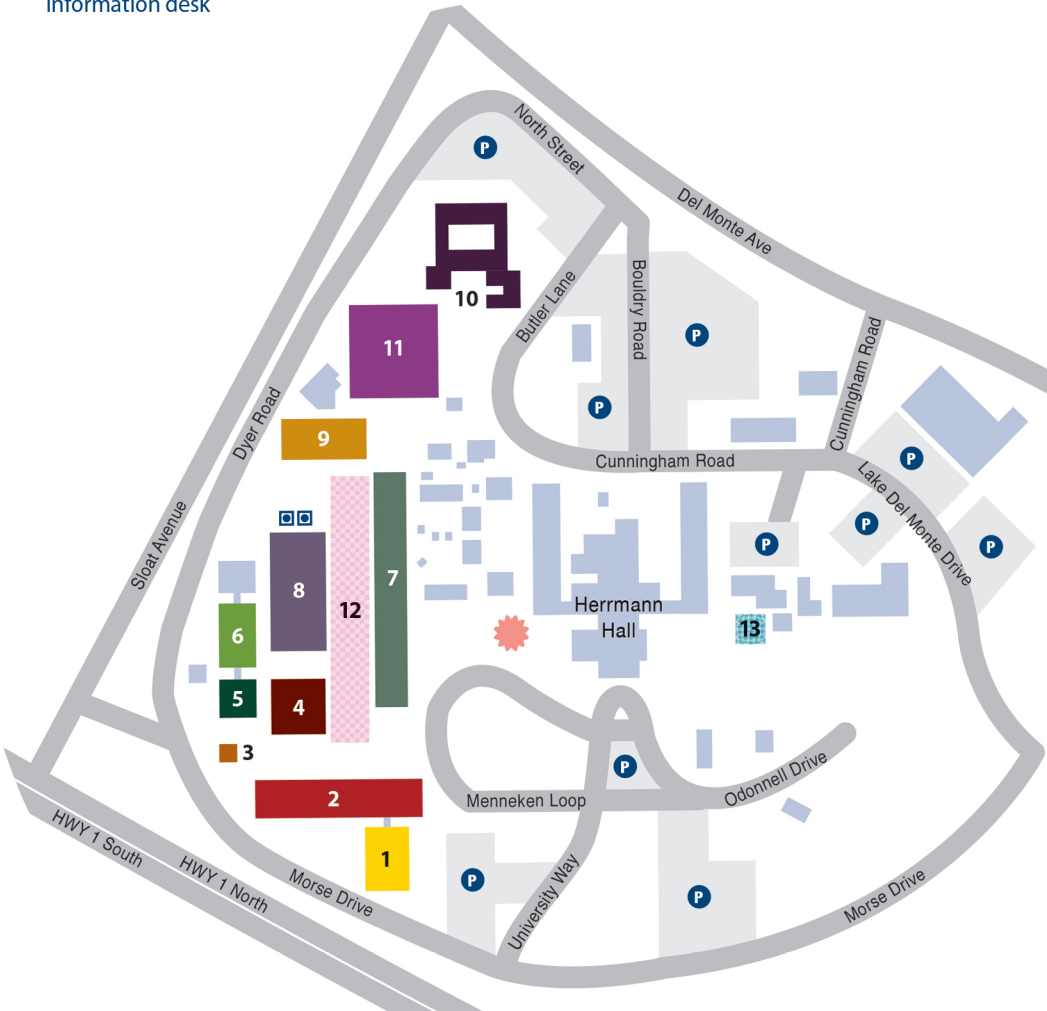 information desk
North Street
P
Del Monte Ave
Butler Lane
Bouldry Road
10
11
P
Cunningham Road
P
Dyer Road
9
Cunningham Road
P
Lake Del Monte Drive
P
P
P
Sloat Avenue
8
7
12
Herrmann
Hall
13
6
5
4
3
P
2
Menneken Loop
Odonnell Drive
HWY 1 South
HWY 1 North
1
P
P
Morse Drive
University Way
Morse Drive